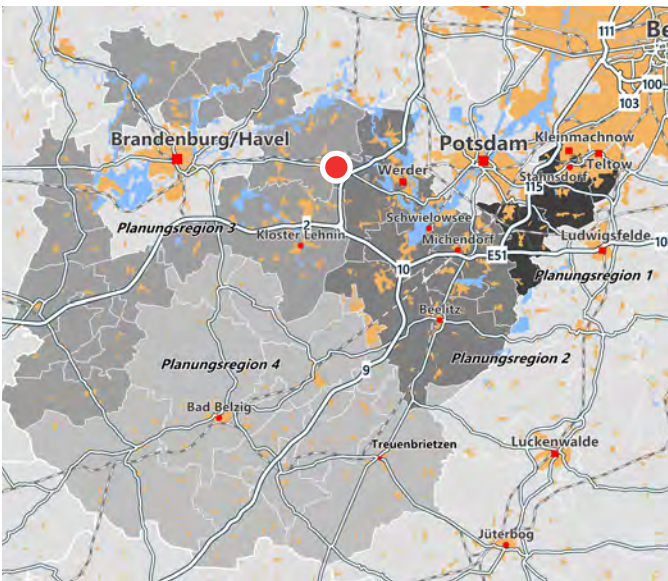 111
Be
100
103
Kleinmachnow
Brandenburg/Havel
Potsdam
Teltow
Stahnsdorf
Werder
115
Schwielowsee
Planungsregion 3
2
Kloster Lehnin
Michendorf
Ludwigsfelde
E51
10
10
Planungsregion 1
Beelitz
Planungsregion 2
Planungsregion 4
9
Bad Belzig
Treuenbrietzen
Luckenwalde
Jüterbog